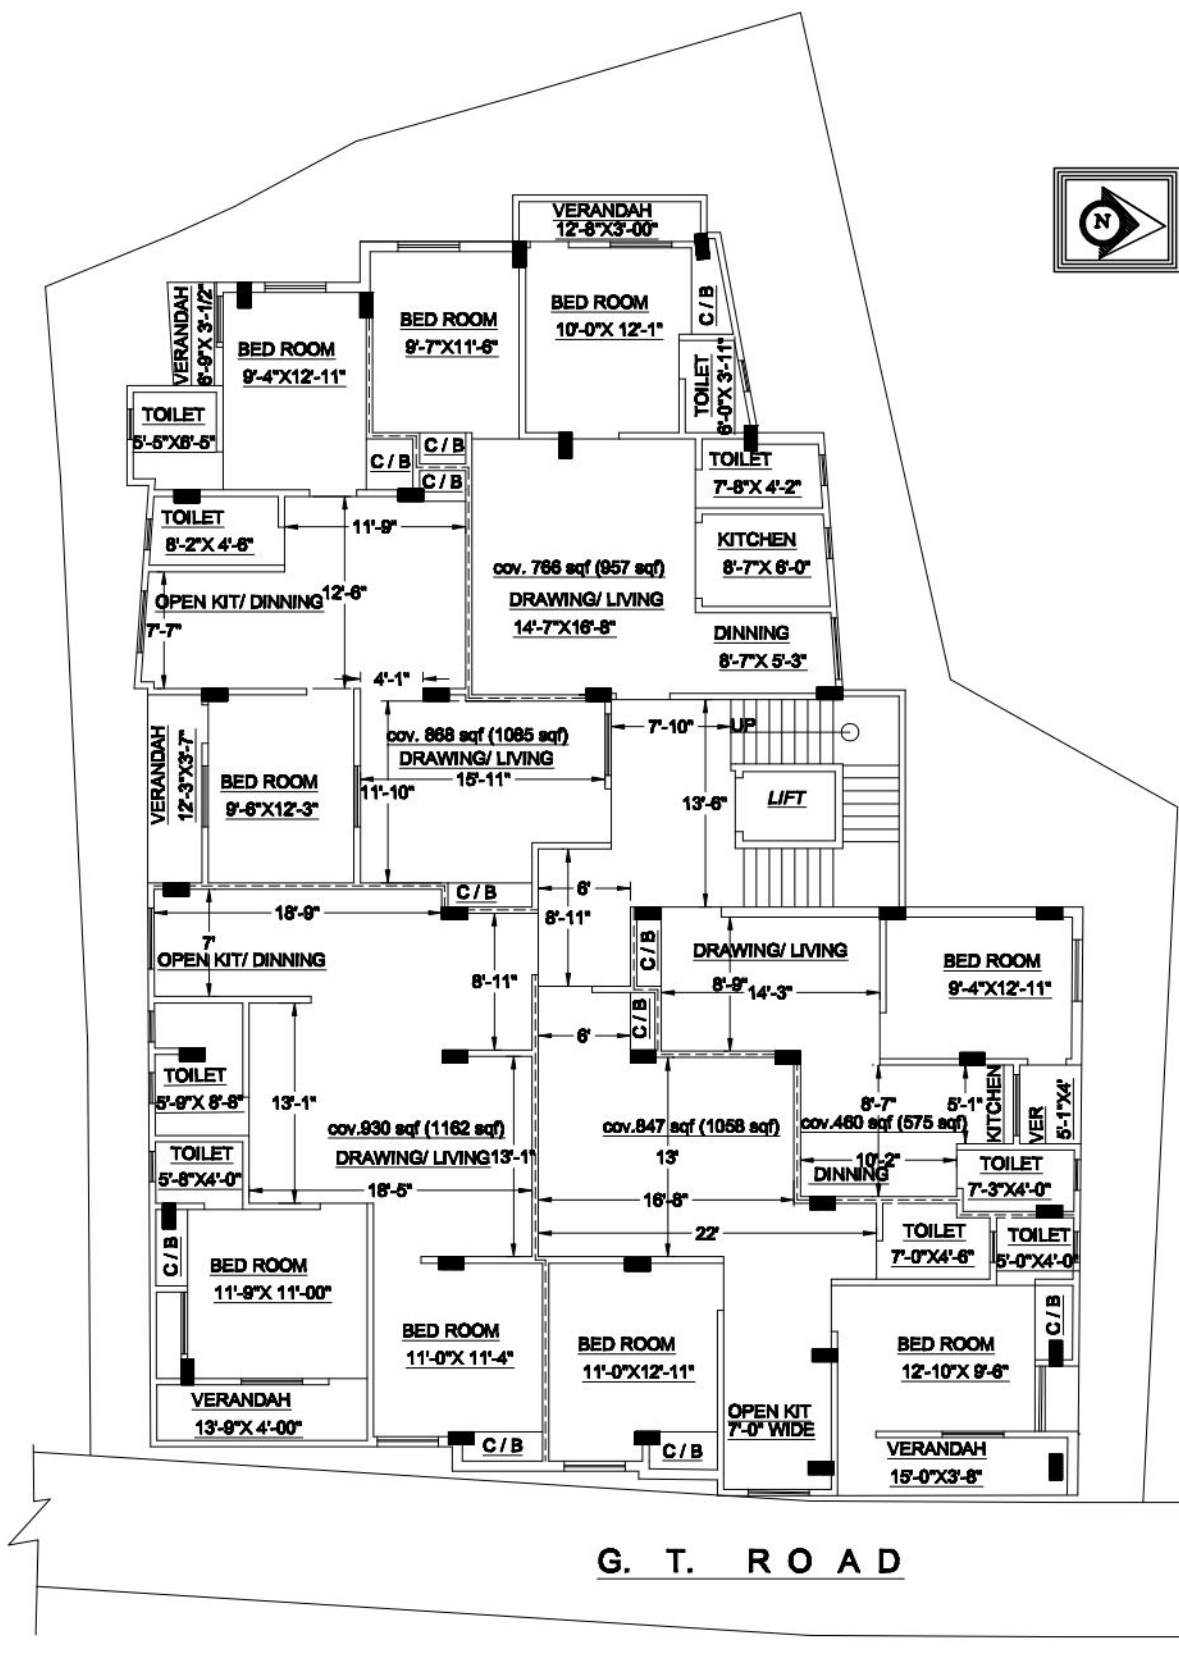 VERANDAH
12'-8"X3'-00"
N
BED ROOM
10'-0"X 12'-1"
C / B
BED ROOM
9'-7"X11'-6"
VERANDAH
6'-9"X 3'-1/2"
BED ROOM
9'-4"X12'-11"
TOILET
6'-0"X 3'-11"
TOILET
5'-5"X6'-5"
C / B
C / B
C / B
TOILET
7'-8"X 4'-2"
TOILET
8'-2"X 4'-6"
11'-9"
KITCHEN
8'-7"X 6'-0"
cov. 766 sqf (957 sqf)
DRAWING/ LIVING
14'-7"X16'-8"
12'-6"
OPEN KIT/ DINNING
7'-7"
DINNING
8'-7"X 5'-3"
4'-1"
cov. 868 sqf (1085 sqf)
DRAWING/ LIVING
15'-11"
11'-10"
7'-10"
UP
VERANDAH
12'-3"X3'-7"
BED ROOM
9'-6"X12'-3"
13'-6"
LIFT
C / B
6'
8'-11"
18'-9"
7'
OPEN KIT/ DINNING
8'-11"
C / B
DRAWING/ LIVING
8'-9"
14'-3"
BED ROOM
9'-4"X12'-11"
C / B
6'
TOILET
5'-9"X 8'-8"
13'-1"
8'-7"
5'-1"
KITCHEN
VER
5'-1"X4'
cov.930 sqf (1162 sqf)
DRAWING/ LIVING
13'-1"
18'-5"
cov.847 sqf (1058 sqf)
13'
16'-8"
22'
cov.460 sqf (575 sqf)
10'-2"
DINNING
TOILET
5'-8"X4'-0"
TOILET
7'-3"X4'-0"
TOILET
7'-0"X4'-6"
TOILET
5'-0"X4'-0"
C / B
BED ROOM
11'-9"X 11'-00"
BED ROOM
11'-0"X 11'-4"
BED ROOM
11'-0"X12'-11"
BED ROOM
12'-10"X 9'-6"
C / B
VERANDAH
13'-9"X 4'-00"
C / B
C / B
OPEN KIT
7'-0" WIDE
VERANDAH
15'-0"X3'-8"
G. T. ROAD